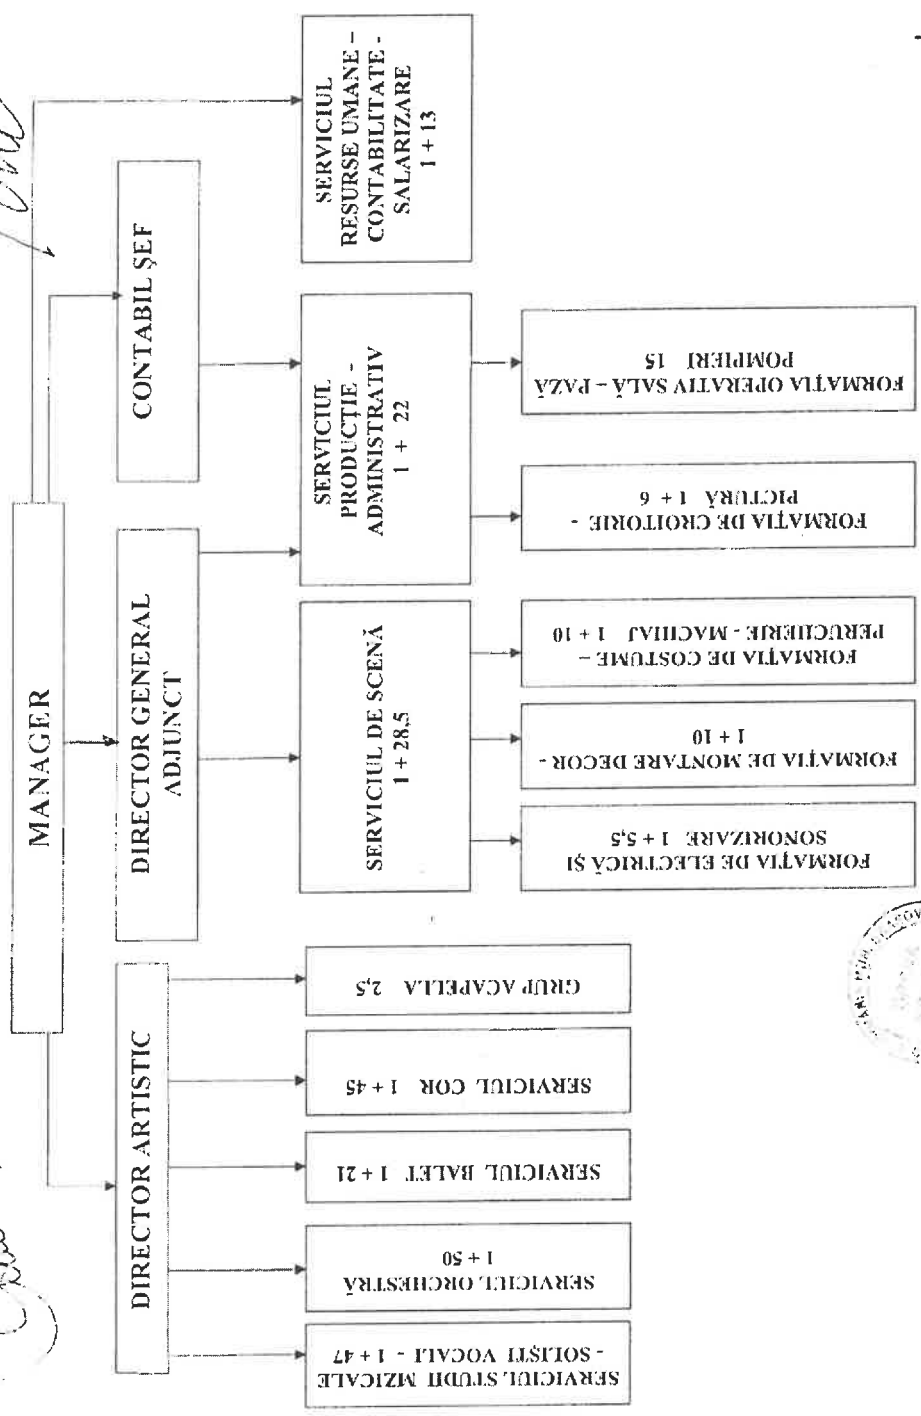 MANAGER
DIRECTOR ARTISTIC
DIRECTOR GENERAL
ADJUNCT
CONTABIL ŞEF
SERVICIUL STUDII MZICALE
- SOLIŞTI VOCALI - 1 + 47
SERVICIUL ORCHESTRĂ
1 + 50
SERVICIUL BALET 1 + 21
SERVICIUL COR 1 + 45
GRUP ACAPELLA 2,5
SERVICIUL DE SCENĂ
1 + 28,5
SERVICIUL
PRODUCŢIE –
ADMINISTRATIV
1 + 22
SERVICIUL
RESURSE UMANE –
CONTABILITATE -
SALARIZARE
1 + 13
FORMAŢIA DE ELECTRICĂ ŞI
SONORIZARE 1 + 5,5
FORMAŢIA DE MONTARE DECOR -
1 + 10
FORMAŢIA DE COSTUME –
PERUCHERIE - MACHIAJ 1 + 10
FORMAŢIA DE CROITORIE -
PICTURĂ 1 + 6
FORMAŢIA OPERATIV SALĂ – PAZĂ
POMPIERI 15